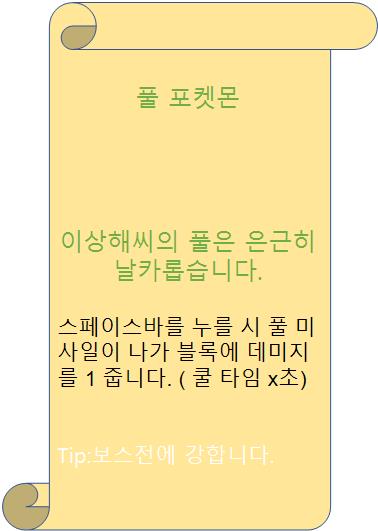 풀 포켓몬
이상해씨의 풀은 은근히
날카롭습니다.
스페이스바를 누를 시 풀 미
사일이 나가 블록에 데미지
를 1 줍니다. ( 쿨 타임 x초)
Tip:보스전에 강합니다.